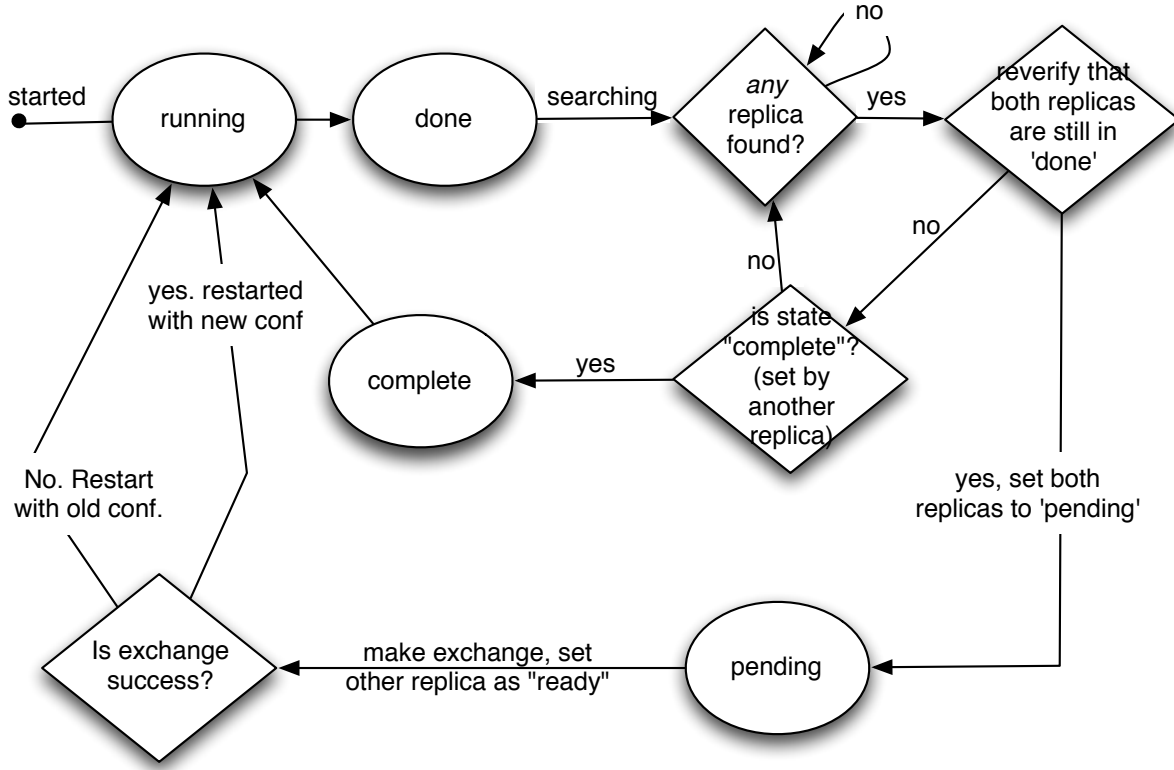 no
started
running
done
searching
any
replica
found?
yes
reverify that
both replicas
are still in
'done'
no
no
yes. restarted
with new conf
complete
yes
is state
"complete"?
(set by
another
replica)
No. Restart
with old conf.
yes, set both
replicas to 'pending'
Is exchange
success?
make exchange, set
other replica as "ready"
pending